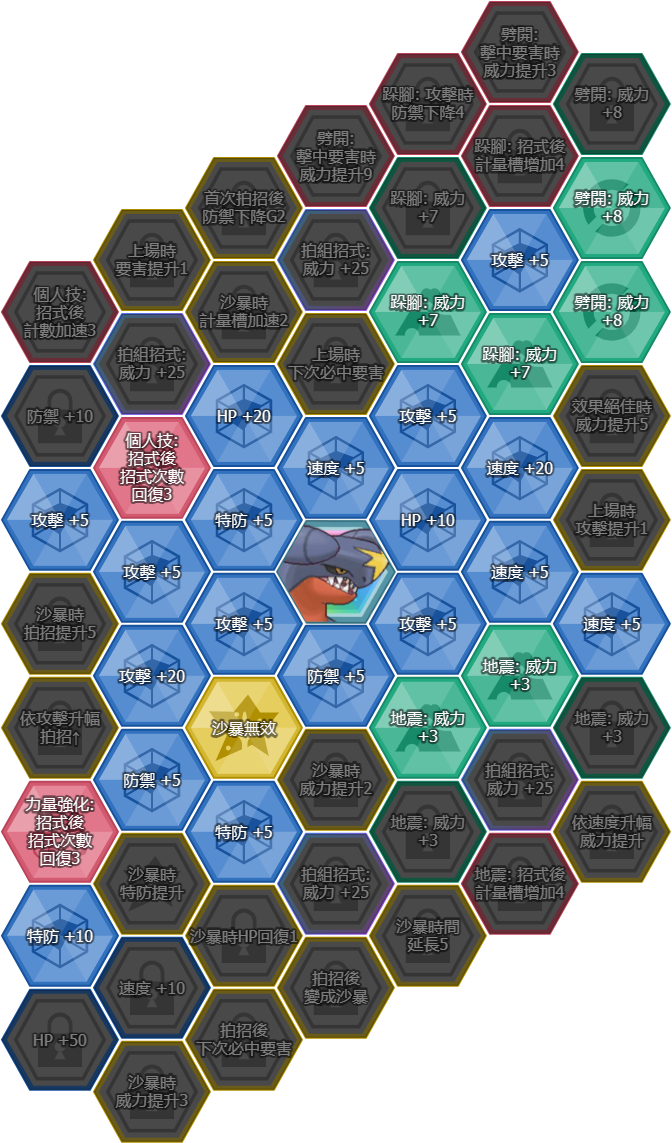 劈開:
擊中要害時
威力提升3
跺腳: 攻擊時
防禦下降4
劈開: 威力
+8
劈開:
擊中要害時
威力提升9
跺腳: 招式後
計量槽增加4
首次拍招後
防禦下降G2
跺腳: 威力
+7
劈開: 威力
+8
上場時
要害提升1
拍組招式:
威力 +25
攻擊 +5
個人技:
招式後
計數加速3
沙暴時
計量槽加速2
跺腳: 威力
+7
劈開: 威力
+8
拍組招式:
威力 +25
上場時
下次必中要害
跺腳: 威力
+7
防禦 +10
HP +20
攻擊 +5
效果絕佳時
威力提升5
個人技:
招式後
招式次數
回復3
速度 +5
速度 +20
攻擊 +5
特防 +5
HP +10
上場時
攻擊提升1
攻擊 +5
速度 +5
沙暴時
拍招提升5
攻擊 +5
攻擊 +5
速度 +5
攻擊 +20
防禦 +5
地震: 威力
+3
依攻擊升幅
拍招↑
沙暴無效
地震: 威力
+3
地震: 威力
+3
防禦 +5
沙暴時
威力提升2
拍組招式:
威力 +25
力量強化:
招式後
招式次數
回復3
特防 +5
地震: 威力
+3
依速度升幅
威力提升
沙暴時
特防提升
拍組招式:
威力 +25
地震: 招式後
計量槽增加4
特防 +10
沙暴時HP回復1
沙暴時間
延長5
速度 +10
拍招後
變成沙暴
HP +50
拍招後
下次必中要害
沙暴時
威力提升3